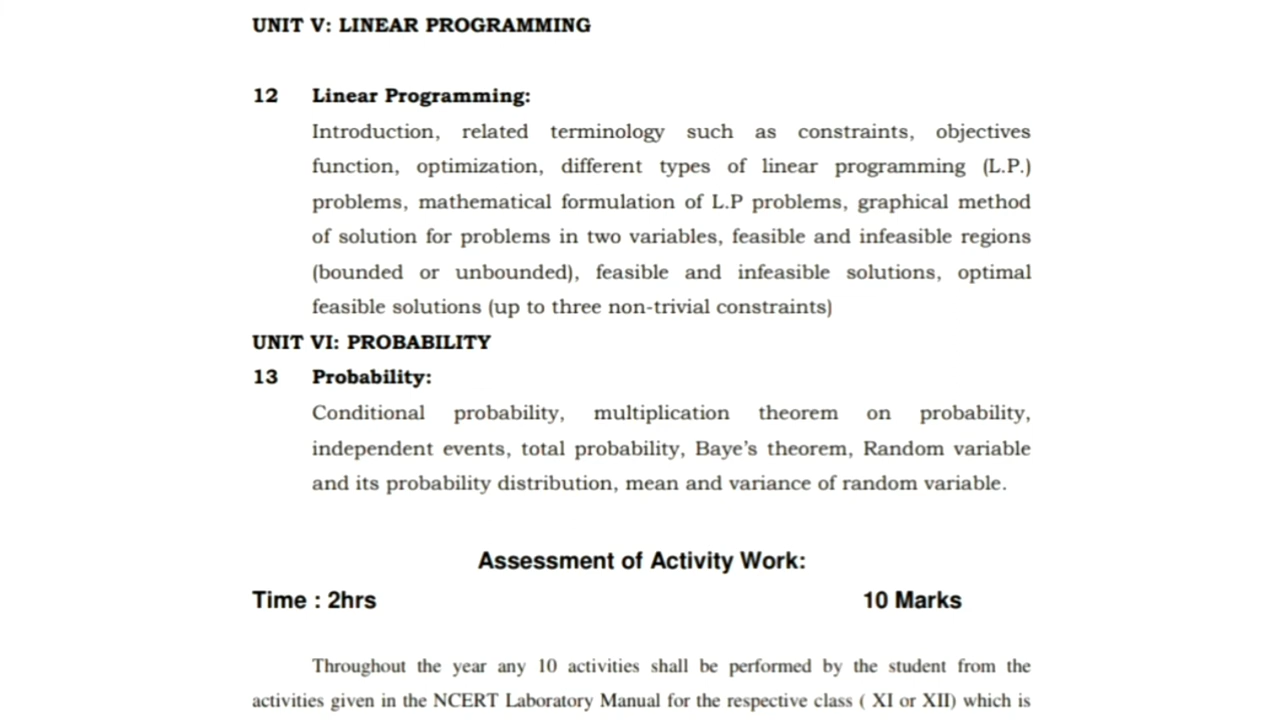 UNIT V: LINEAR PROGRAMMING
12 Linear Programming:
Introduction, related terminology such as constraints, objectives
function, optimization, different types of linear programming (L.P.)
problems, mathematical formulation of L.P problems, graphical method
of solution for problems in two variables, feasible and infeasible regions
(bounded or unbounded), feasible and infeasible solutions, optimal
feasible solutions (up to three non-trivial constraints)
UNIT VI: PROBABILITY
13 Probability:
Conditional probability, multiplication theorem on probability,
independent events, total probability, Baye's theorem, Random variable
and its probability distribution, mean and variance of random variable.
Assessment of Activity Work:
Time : 2hrs 10 Marks
Throughout the year any 10 activities shall be performed by the student from the
activities given in the NCERT Laboratory Manual for the respective class ( XI or XII) which is